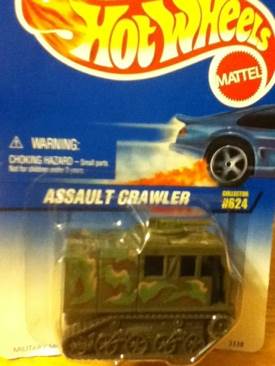 Hot Wheels
MATTEL
WARNING:
CHOKING HAZARD - Small parts
Not for children under 3 years.
ASSAULT CRAWLER
COLLECTOR
#624